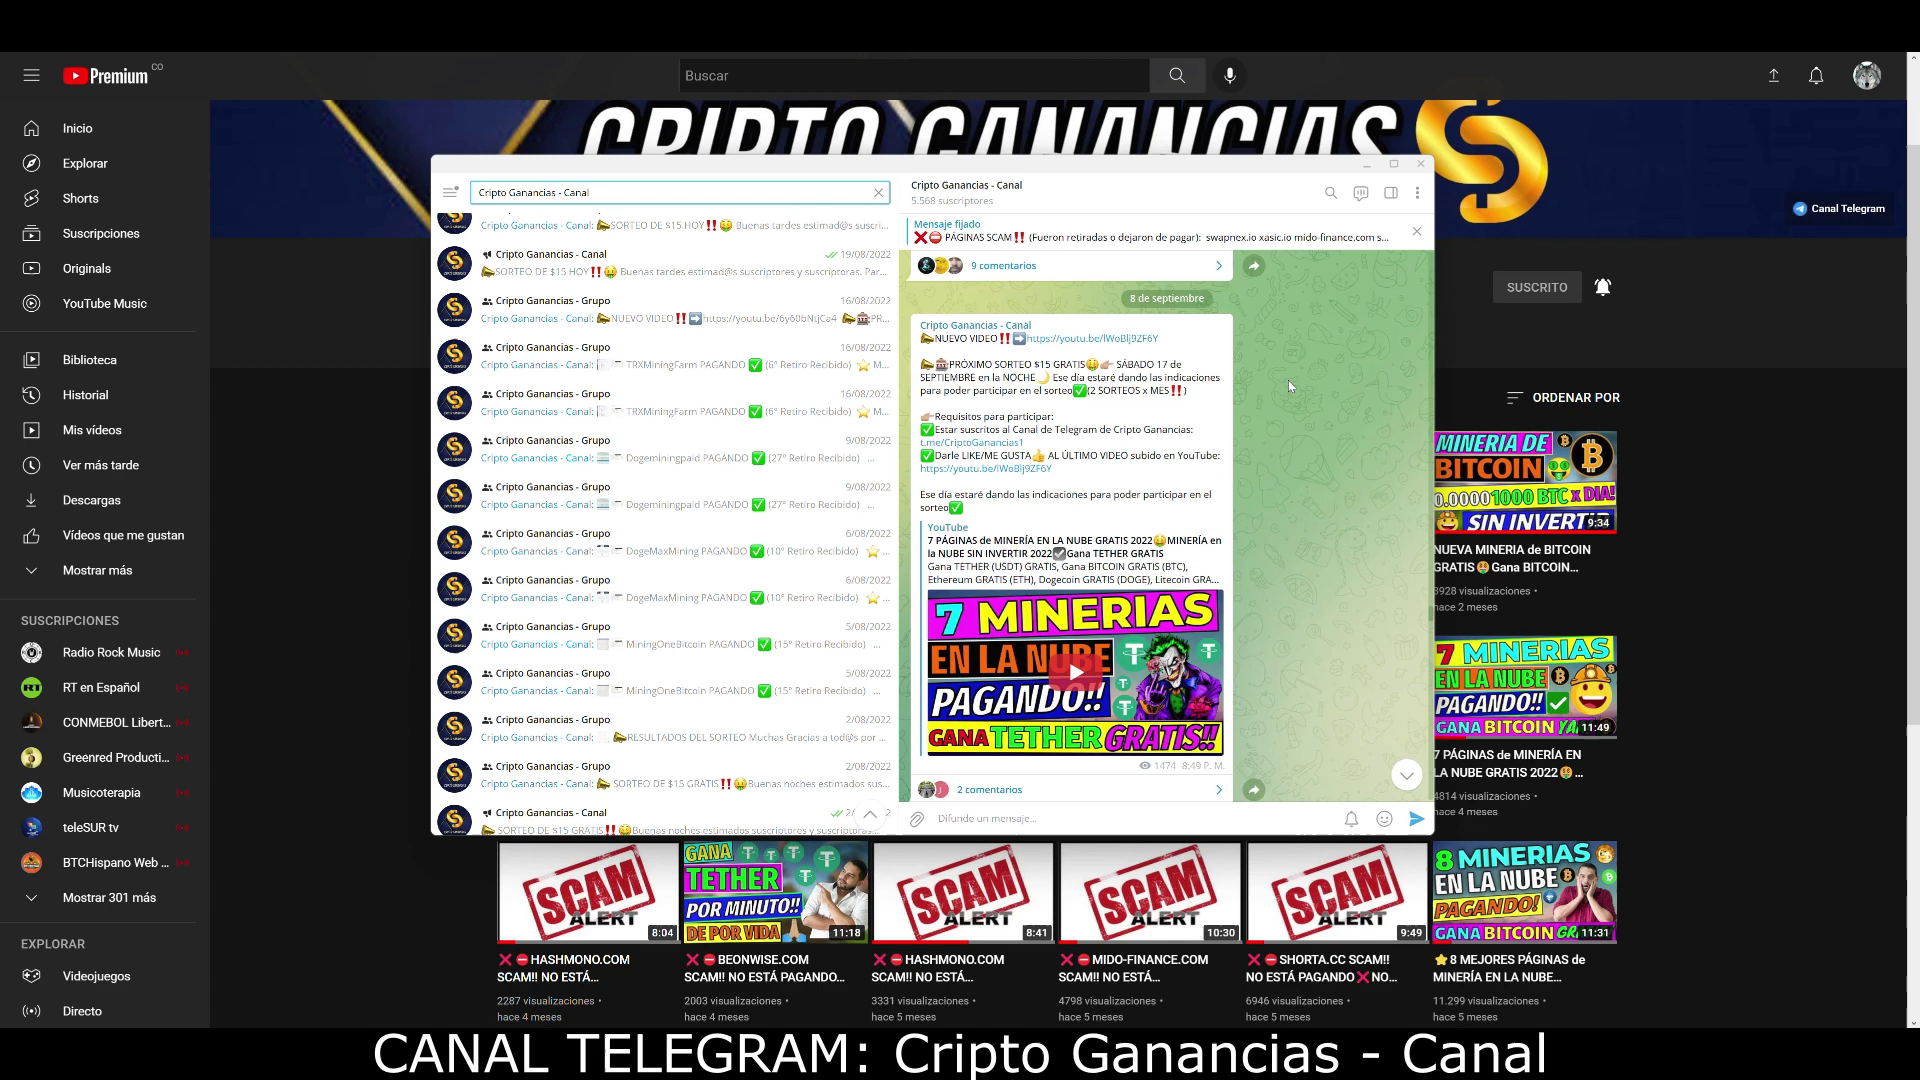 Premium CO
Buscar
CRIPTO GANANCIAS
Canal Telegram
Inicio
Explorar
Shorts
Suscripciones
Originals
YouTube Music
Biblioteca
Historial
Mis vídeos
Ver más tarde
Descargas
Vídeos que me gustan
Mostrar más
SUSCRIPCIONES
Radio Rock Music
RT en Español
CONMEBOL Libert...
Greenred Producti...
Musicoterapia
teleSUR tv
BTCHispano Web ...
Mostrar 301 más
EXPLORAR
Videojuegos
Directo
Cripto Ganancias - Canal
Cripto Ganancias - Canal: 📣SORTEO DE $15 HOY‼️🤑 Buenas tardes estimad@s suscri...
Cripto Ganancias - Canal 19/08/2022
📣SORTEO DE $15 HOY‼️🤑 Buenas tardes estimad@s suscriptores y suscriptoras. Par...
Cripto Ganancias - Grupo 16/08/2022
Cripto Ganancias - Canal: 📣NUEVO VIDEO‼️➡️https://youtu.be/6y60bNtjCa4 📣🎰PR...
Cripto Ganancias - Grupo 16/08/2022
Cripto Ganancias - Canal: TRXMiningFarm PAGANDO ✅ (6° Retiro Recibido) ⭐ M...
Cripto Ganancias - Grupo 16/08/2022
Cripto Ganancias - Canal: TRXMiningFarm PAGANDO ✅ (6° Retiro Recibido) ⭐ M...
Cripto Ganancias - Grupo 9/08/2022
Cripto Ganancias - Canal: Dogeminingpaid PAGANDO ✅ (27° Retiro Recibido) ...
Cripto Ganancias - Grupo 9/08/2022
Cripto Ganancias - Canal: Dogeminingpaid PAGANDO ✅ (27° Retiro Recibido) ...
Cripto Ganancias - Grupo 6/08/2022
Cripto Ganancias - Canal: DogeMaxMining PAGANDO ✅ (10° Retiro Recibido) ⭐ ...
Cripto Ganancias - Grupo 6/08/2022
Cripto Ganancias - Canal: DogeMaxMining PAGANDO ✅ (10° Retiro Recibido) ⭐ ...
Cripto Ganancias - Grupo 5/08/2022
Cripto Ganancias - Canal: MiningOneBitcoin PAGANDO ✅ (15° Retiro Recibido) ...
Cripto Ganancias - Grupo 5/08/2022
Cripto Ganancias - Canal: MiningOneBitcoin PAGANDO ✅ (15° Retiro Recibido) ...
Cripto Ganancias - Grupo 2/08/2022
Cripto Ganancias - Canal: 📣RESULTADOS DEL SORTEO Muchas Gracias a tod@s por ...
Cripto Ganancias - Grupo 2/08/2022
Cripto Ganancias - Canal: 📣 SORTEO DE $15 GRATIS‼️🤑Buenas noches estimados sus...
Cripto Ganancias - Canal
📣 SORTEO DE $15 GRATIS‼️🤑Buenas noches estimados suscriptores y suscriptoras...
Cripto Ganancias - Canal
5.568 suscriptores
Mensaje fijado
❌⛔ PÁGINAS SCAM‼️ (Fueron retiradas o dejaron de pagar): swapnex.io xasic.io mido-finance.com s...
9 comentarios
8 de septiembre
Cripto Ganancias - Canal
📣NUEVO VIDEO‼️➡️https://youtu.be/lWoBlj9ZF6Y
📣🎰PRÓXIMO SORTEO $15 GRATIS🤑👉🏼 SÁBADO 17 de
SEPTIEMBRE en la NOCHE🌙 Ese día estaré dando las indicaciones
para poder participar en el sorteo✅(2 SORTEOS x MES‼️)
👉🏼Requisitos para participar:
✅Estar suscritos al Canal de Telegram de Cripto Ganancias:
t.me/CriptoGanancias1
✅Darle LIKE/ME GUSTA👍 AL ÚLTIMO VIDEO subido en YouTube:
https://youtu.be/lWoBlj9ZF6Y
Ese día estaré dando las indicaciones para poder participar en el
sorteo✅
YouTube
7 PÁGINAS de MINERÍA EN LA NUBE GRATIS 2022🤑MINERÍA en
la NUBE SIN INVERTIR 2022☑️Gana TETHER GRATIS
Gana TETHER (USDT) GRATIS, Gana BITCOIN GRATIS (BTC),
Ethereum GRATIS (ETH), Dogecoin GRATIS (DOGE), Litecoin GRA...
7 MINERIAS
EN LA NUBE
PAGANDO!!
GANA TETHER GRATIS!!
1474 8:49 P. M.
2 comentarios
Difunde un mensaje...
SUSCRITO
ORDENAR POR
MINERIA DE
BITCOIN
0.00001000 BTC x DIA!
SIN INVERTIR
9:34
NUEVA MINERIA de BITCOIN
GRATIS🤑Gana BITCOIN...
3928 visualizaciones •
hace 2 meses
7 MINERIAS
EN LA NUBE
PAGANDO!!
GANA BITCOIN YA
11:49
7 PÁGINAS de MINERÍA EN
LA NUBE GRATIS 2022🤑...
4814 visualizaciones •
hace 4 meses
SCAM
ALERT
8:04
❌⛔HASHMONO.COM
SCAM!! NO ESTÁ...
2287 visualizaciones •
hace 4 meses
GANA
TETHER
POR MINUTO!!
DE POR VIDA
11:18
❌⛔BEONWISE.COM
SCAM!! NO ESTÁ PAGANDO...
2003 visualizaciones •
hace 4 meses
SCAM
ALERT
8:41
❌⛔HASHMONO.COM
SCAM!! NO ESTÁ...
3331 visualizaciones •
hace 5 meses
SCAM
ALERT
10:30
❌⛔MIDO-FINANCE.COM
SCAM!! NO ESTÁ...
4798 visualizaciones •
hace 5 meses
SCAM
ALERT
9:49
❌⛔SHORTA.CC SCAM!!
NO ESTÁ PAGANDO❌NO...
6946 visualizaciones •
hace 5 meses
8 MINERIAS
EN LA NUBE
PAGANDO!
GANA BITCOIN
11:31
⭐8 MEJORES PÁGINAS de
MINERÍA EN LA NUBE...
11.299 visualizaciones •
hace 5 meses
CANAL TELEGRAM: Cripto Ganancias - Canal